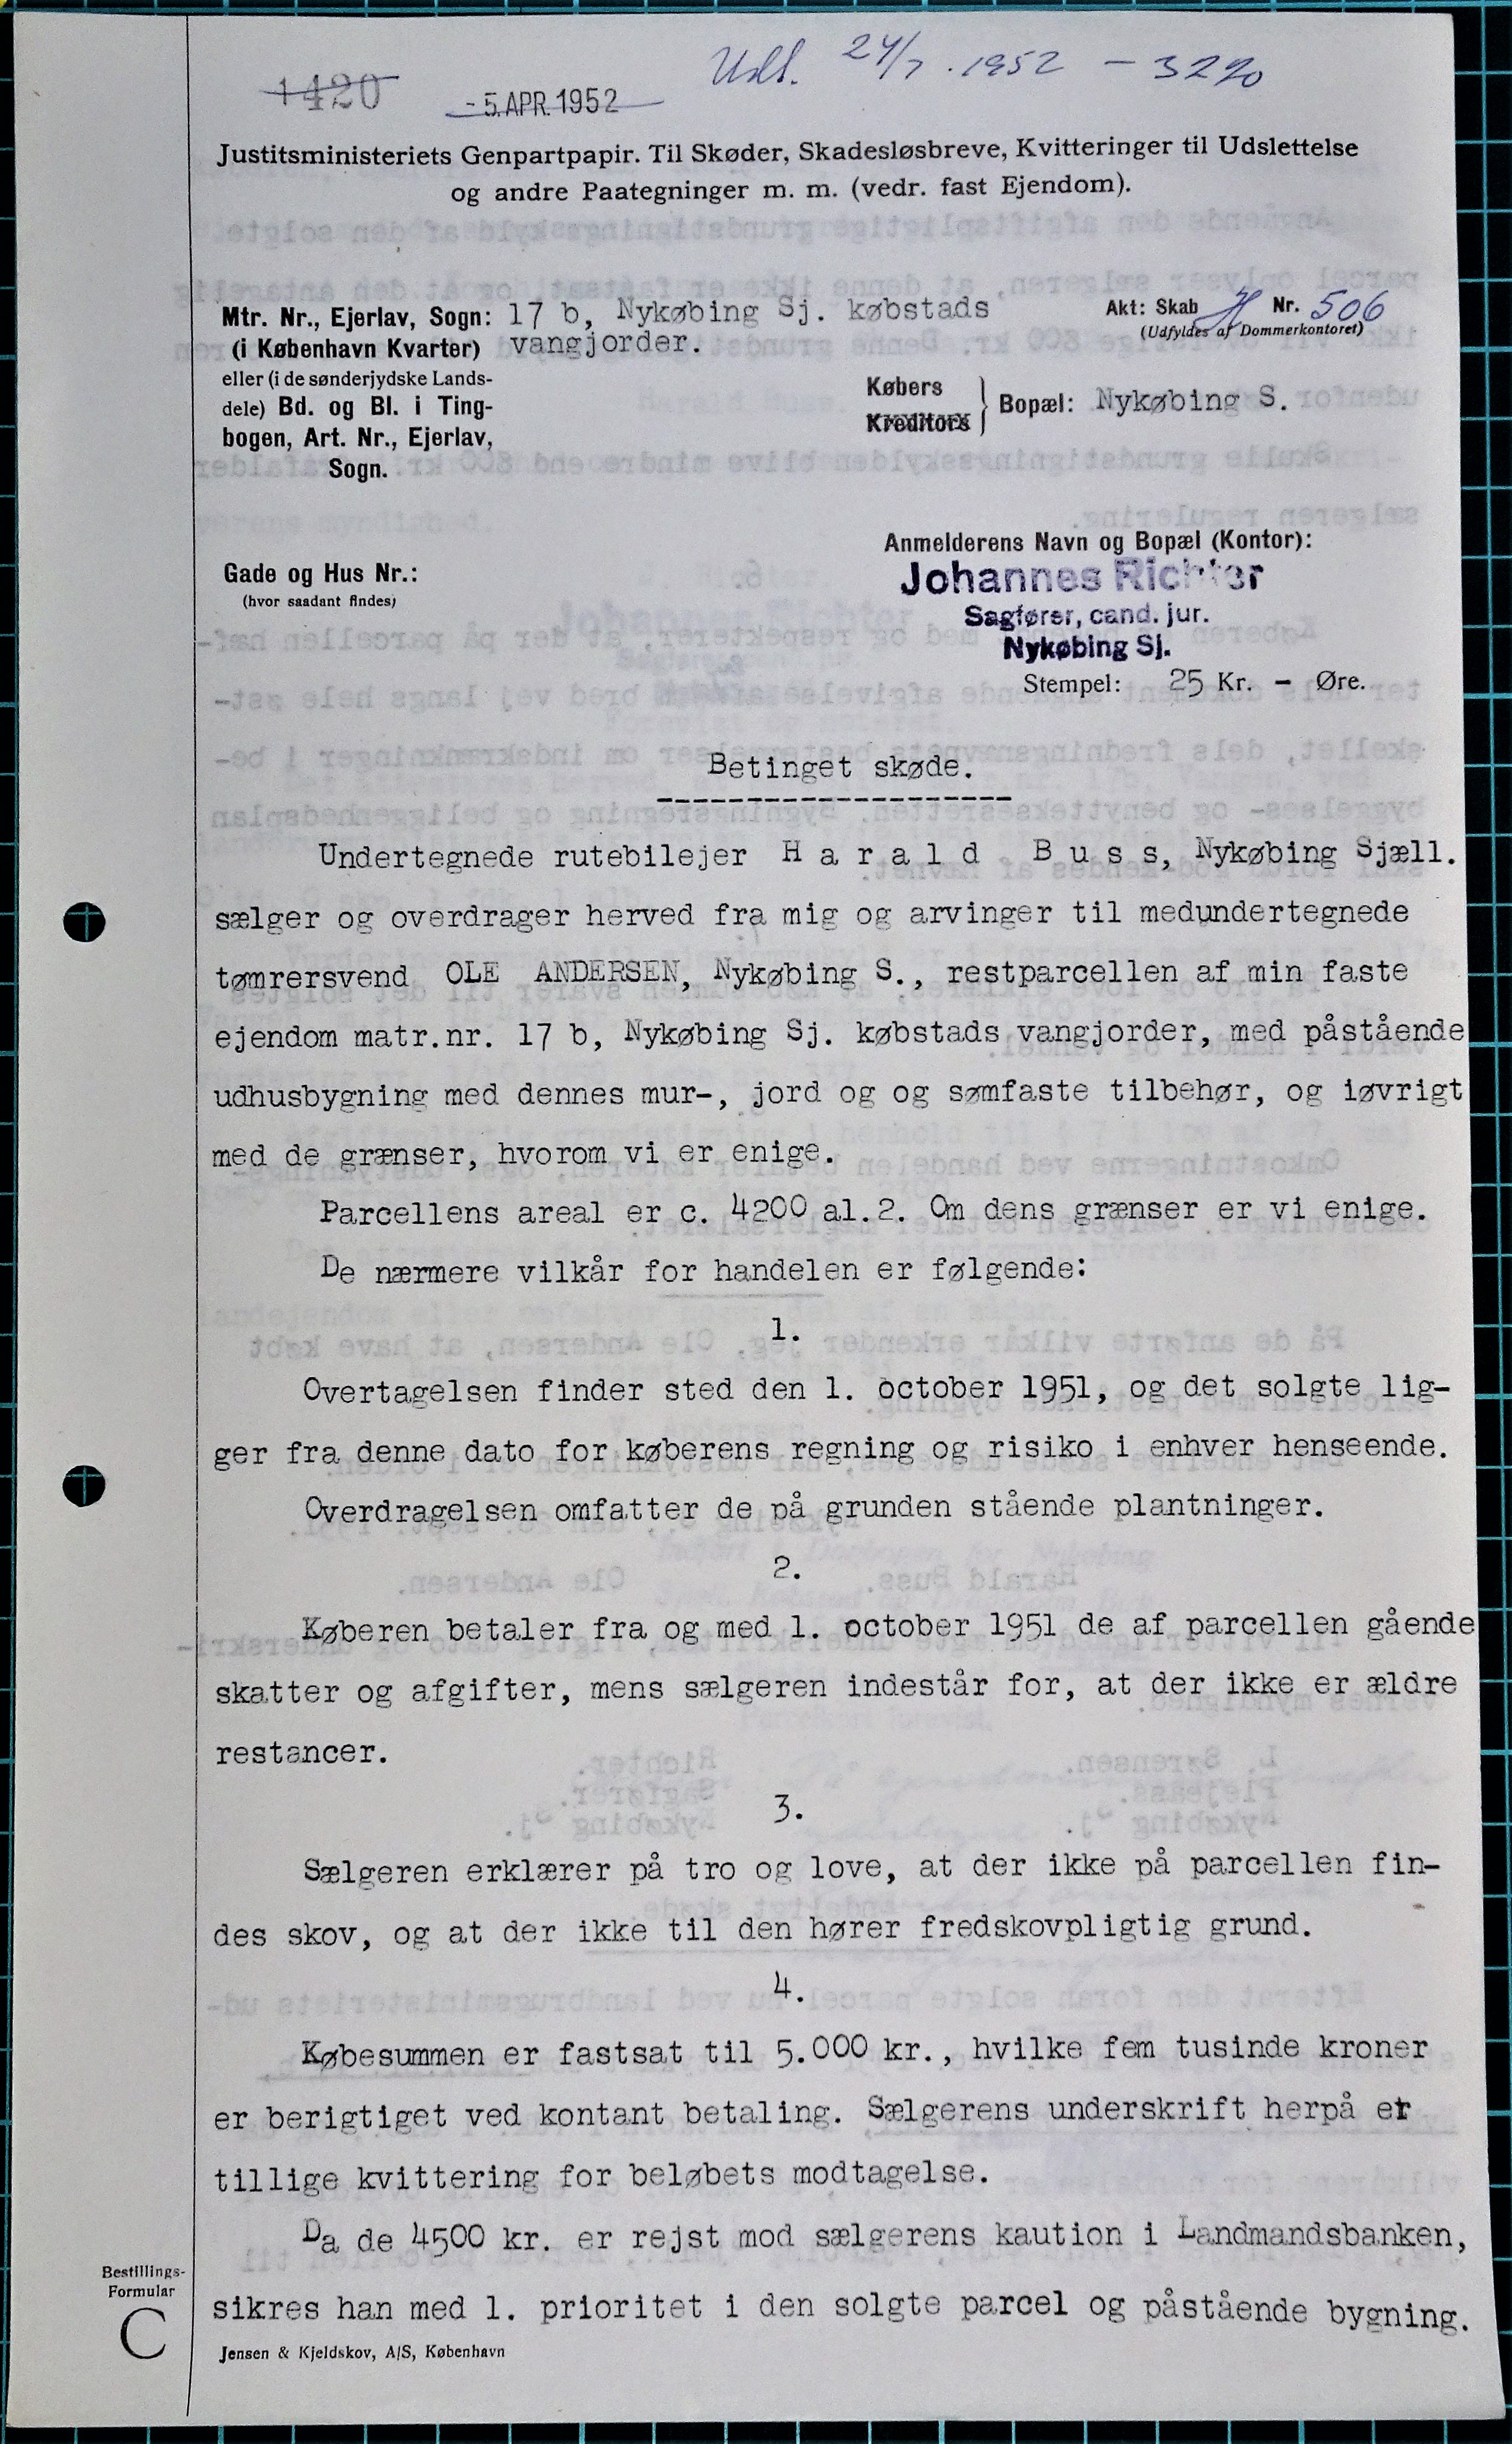 Udl. 24/7. 1952 - 3220
1420
- 5. APR. 1952
Justitsministeriets Genpartpapir. Til Skøder, Skadesløsbreve, Kvitteringer til Udslettelse
og andre Paategninger m. m. (vedr. fast Ejendom).
Mtr. Nr., Ejerlav, Sogn: 17 b, Nykøbing Sj. købstads
(i København Kvarter) vangjorder.
eller (i de sønderjydske Lands-
dele) Bd. og Bl. i Ting-
bogen, Art. Nr., Ejerlav,
Sogn.
Akt: Skab H Nr. 506
(Udfyldes af Dommerkontoret)
Købers
Kreditors
Bopæl: Nykøbing S.
Gade og Hus Nr.:
(hvor saadant findes)
Anmelderens Navn og Bopæl (Kontor):
Johannes Richter
Sagfører, cand. jur.
Nykøbing Sj.
Stempel: 25 Kr. - Øre.
Betinget skøde.
Undertegnede rutebilejer H a r a l d B u s s, Nykøbing Sjæll.
sælger og overdrager herved fra mig og arvinger til medundertegnede
tømrersvend OLE ANDERSEN, Nykøbing S., restparcellen af min faste
ejendom matr.nr. 17 b, Nykøbing Sj. købstads vangjorder, med påstående
udhusbygning med dennes mur-, jord og og sømfaste tilbehør, og iøvrigt
med de grænser, hvorom vi er enige.
Parcellens areal er c. 4200 al.2. Om dens grænser er vi enige.
De nærmere vilkår for handelen er følgende:
1.
Overtagelsen finder sted den 1. october 1951, og det solgte lig-
ger fra denne dato for køberens regning og risiko i enhver henseende.
Overdragelsen omfatter de på grunden stående plantninger.
2.
Køberen betaler fra og med 1. october 1951 de af parcellen gående
skatter og afgifter, mens sælgeren indestår for, at der ikke er ældre
restancer.
3.
Sælgeren erklærer på tro og love, at der ikke på parcellen fin-
des skov, og at der ikke til den hører fredskovpligtig grund.
4.
Købesummen er fastsat til 5.000 kr., hvilke fem tusinde kroner
er berigtiget ved kontant betaling. Sælgerens underskrift herpå er
tillige kvittering for beløbets modtagelse.
Da de 4500 kr. er rejst mod sælgerens kaution i Landmandsbanken,
sikres han med 1. prioritet i den solgte parcel og påstående bygning.
Bestillings-
Formular
C
Jensen & Kjeldskov, A/S, København